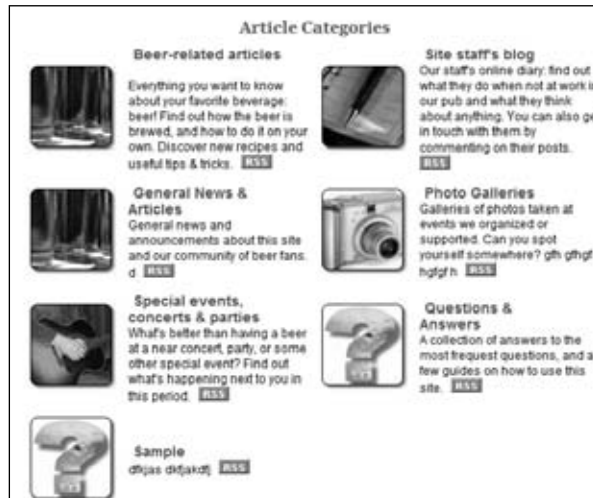 Article Categories
Beer-related articles
Everything you want to know
about your favorite beverage:
beer! Find out how the beer is
brewed, and how to do it on your
own. Discover new recipes and
useful tips & tricks. RSS
Site staff's blog
Our staff's online diary: find out
what they do when not at work in
our pub and what they think
about anything. You can also ge
in touch with them by
commenting on their posts.
RSS
General News &
Articles
General news and
announcements about this site
and our community of beer fans.
d RSS
Photo Galleries
Galleries of photos taken at
events we organized or
supported. Can you spot
yourself somewhere? gfh gfhgf
hgfgf h RSS
Special events,
concerts & parties
What's better than having a beer
at a near concert, party, or some
other special event? Find out
what's happening next to you in
this period. RSS
Questions &
Answers
A collection of answers to the
most frequest questions, and a
few guides on how to use this
site. RSS
Sample
dfkjas dkfjakdfj RSS